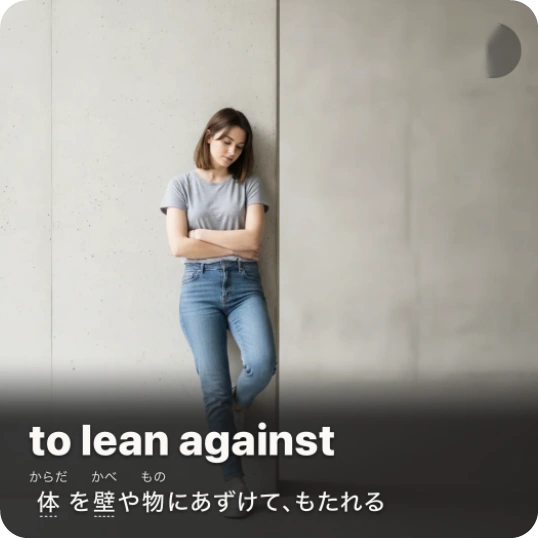 to lean against
からだ かべ もの
体を壁や物にあずけて、もたれる